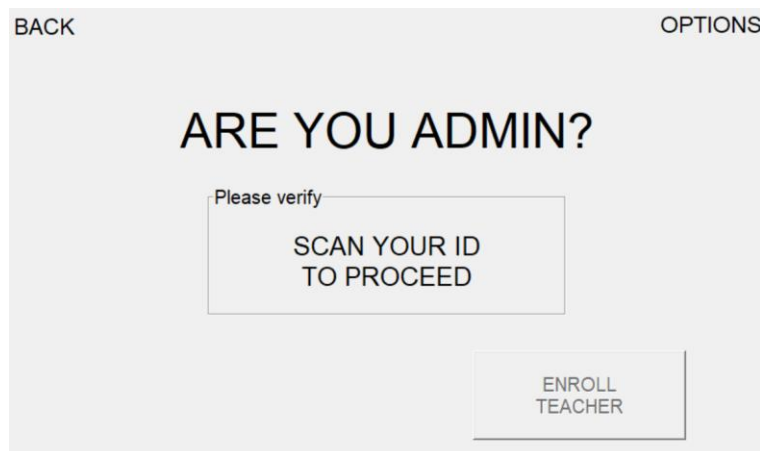 BACK
OPTIONS
ARE YOU ADMIN?
Please verify
SCAN YOUR ID
TO PROCEED
ENROLL
TEACHER